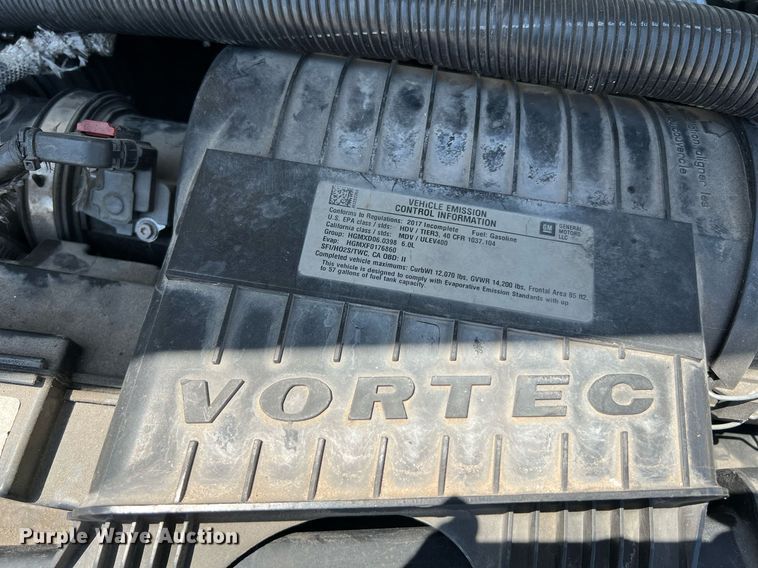 VEHICLE EMISSION
CONTROL INFORMATION
Conforms to Regulations: 2017 Incomplete Fuel: Gasoline
U.S. EPA class / stds: HDV / TIER3, 40 CFR 1037.104
California class / stds: MDV / ULEV400
Group: HGMXD06.0398 6.0L
Evap: HGMXF0176860
SFI/HO2S/TWC, CA OBD: II
Completed vehicle maximums: CurbWt 12,070 lbs, GVWR 14,200 lbs, Frontal Area 85 ft2.
This vehicle is designed to comply with Evaporative Emission Standards with up
to 57 gallons of fuel tank capacity.
GM
GENERAL
MOTORS
LLC
VORTEC
Purple Wave Auction
Purple Wave Auction